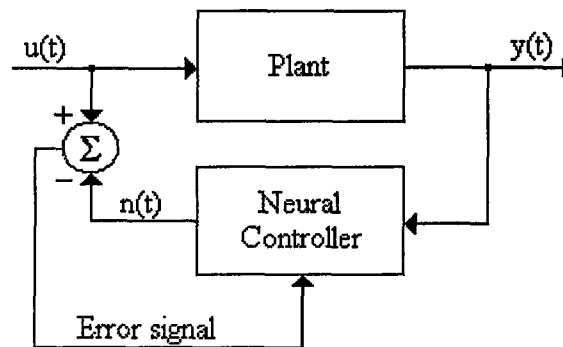 u(t)
Plant
y(t)
+
Σ
−
n(t)
Neural
Controller
Error signal